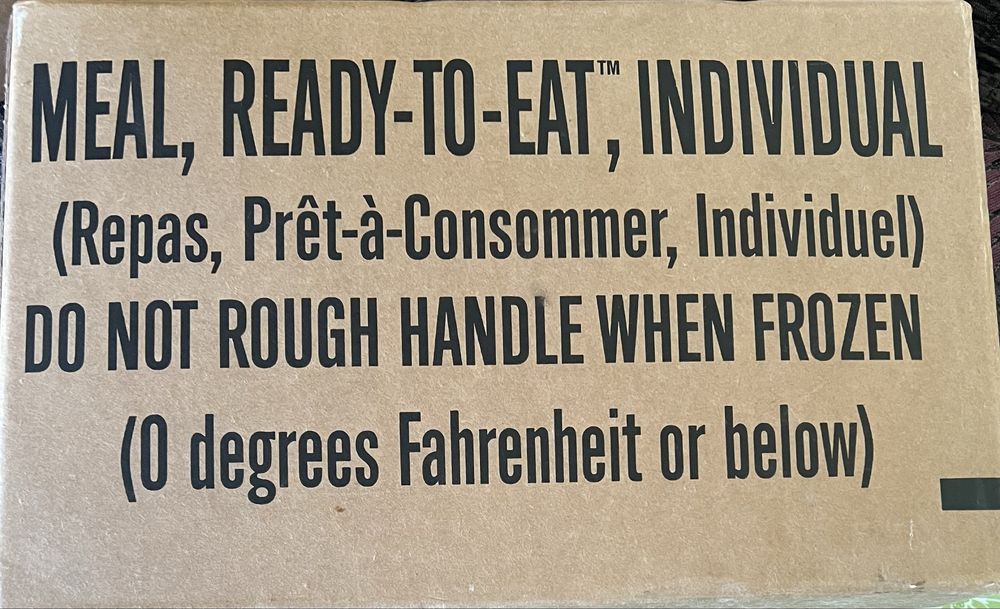 MEAL, READY-TO-EAT™, INDIVIDUAL
(Repas, Prêt-à-Consommer, Individuel)
DO NOT ROUGH HANDLE WHEN FROZEN
(0 degrees Fahrenheit or below)